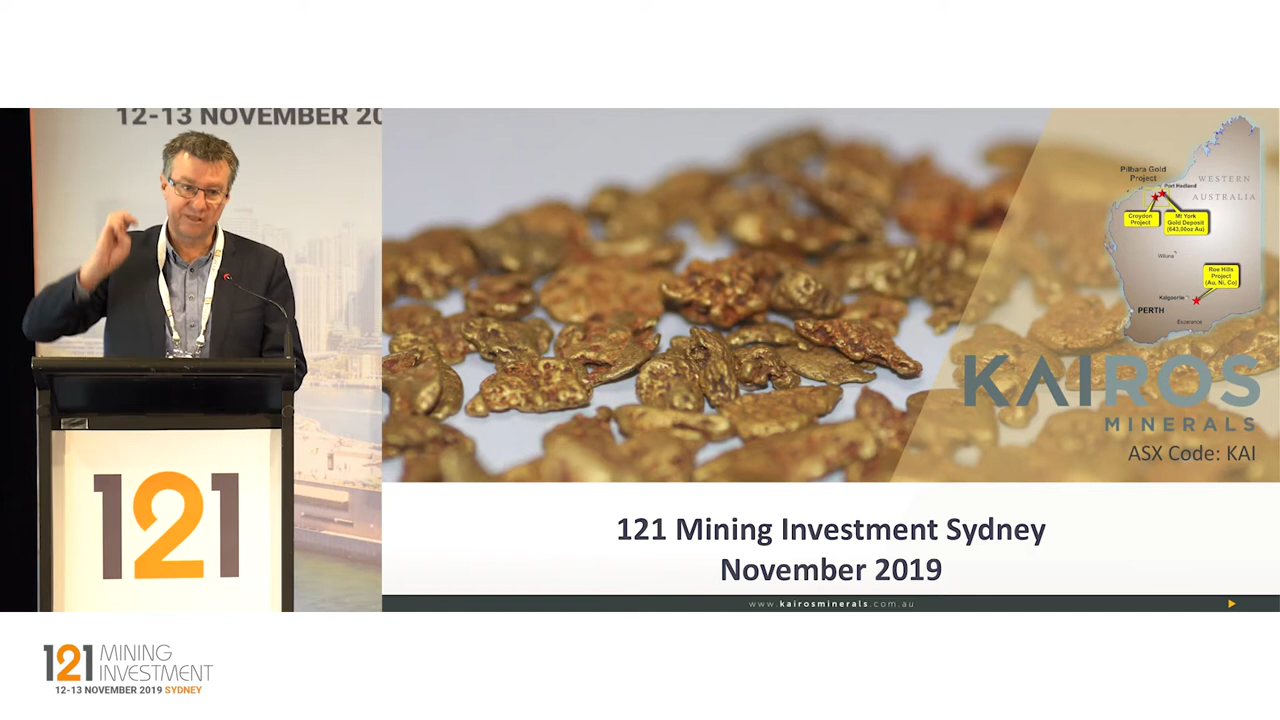 12-13 NOVEMBER 20
121
Pilbara Gold
Project
Port Hedland
WESTERN
AUSTRALIA
Croydon
Project
Mt York
Gold Deposit
(643,00oz Au)
Wiluna
Roe Hills
Project
(Au, Ni, Co)
Kalgoorlie
PERTH
Esperance
KAIROS
MINERALS
ASX Code: KAI
121 Mining Investment Sydney
November 2019
www.kairosminerals.com.au
121 MINING
INVESTMENT
12-13 NOVEMBER 2019 SYDNEY